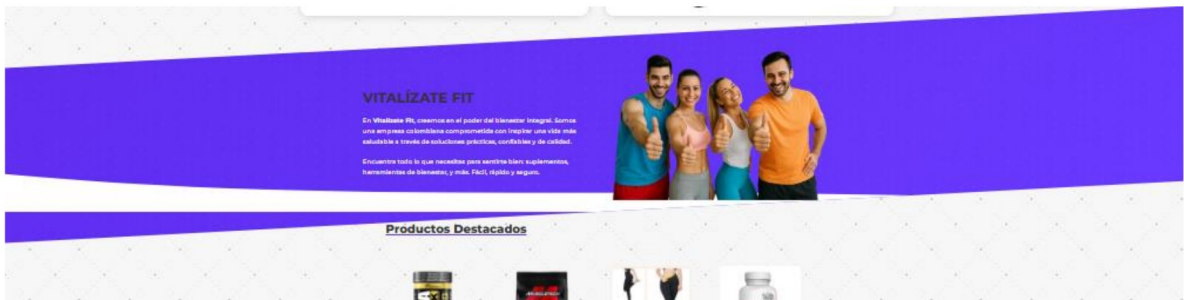 VITALÍZATE FIT
En Vitalízate Fit, creemos en el poder del bienestar integral. Somos
una empresa colombiana comprometida con inspirar una vida más
saludable a través de soluciones prácticas, confiables y de calidad.
Encuentra todo lo que necesitas para sentirte bien: suplementos,
herramientas de bienestar, y más. Fácil, rápido y seguro.
Productos Destacados